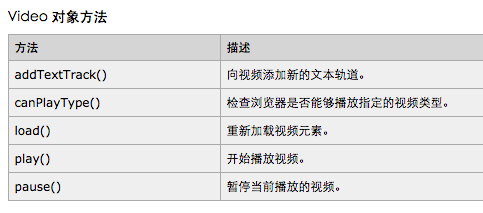 Video 对象方法
方法 描述
addTextTrack() 向视频添加新的文本轨道。
canPlayType() 检查浏览器是否能够播放指定的视频类型。
load() 重新加载视频元素。
play() 开始播放视频。
pause() 暂停当前播放的视频。